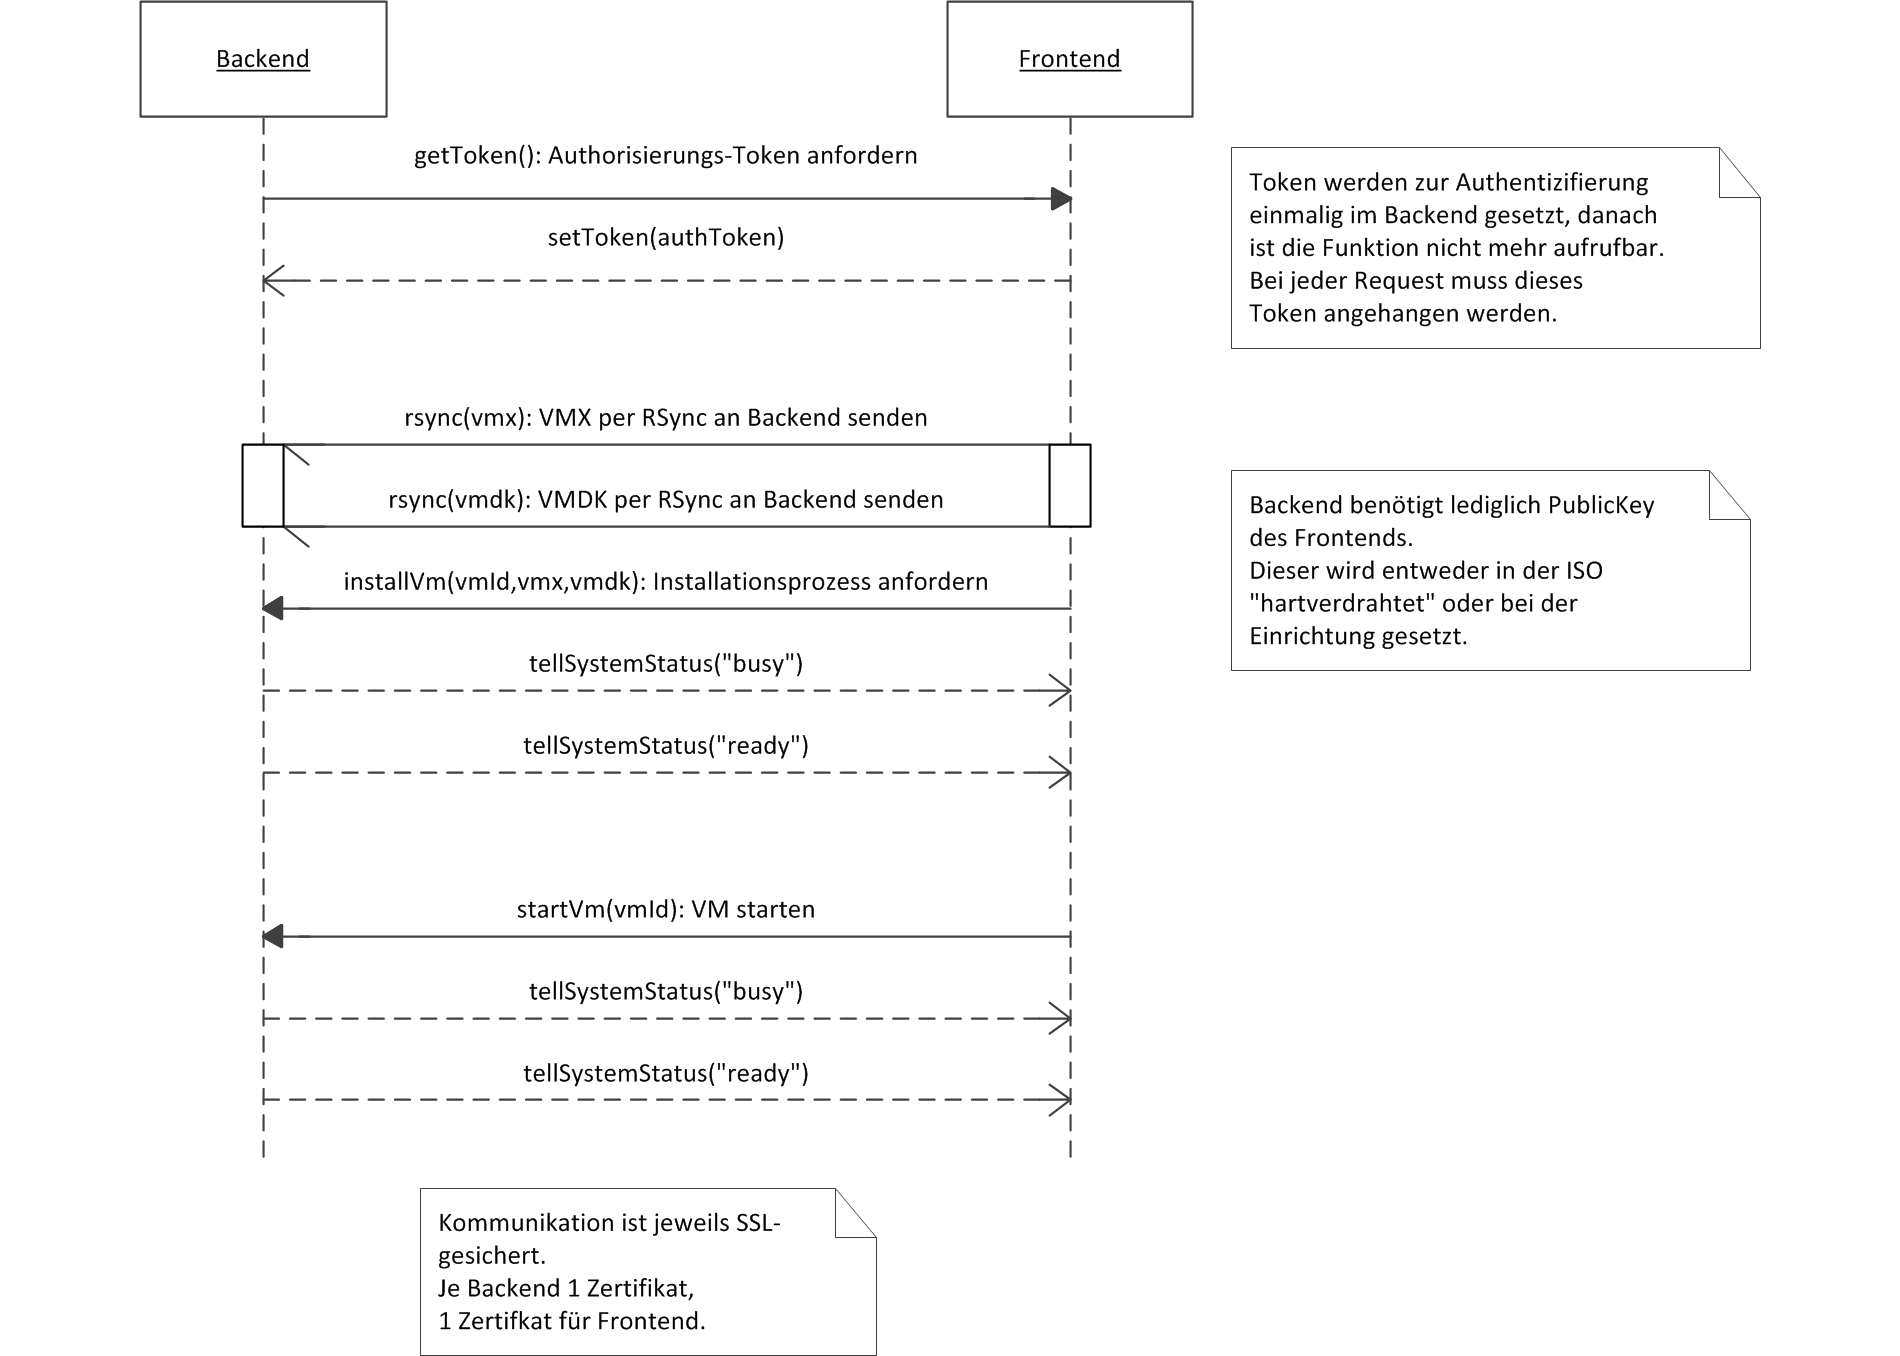 Backend
Frontend
getToken(): Authorisierungs-Token anfordern
setToken(authToken)
Token werden zur Authentizifierung
einmalig im Backend gesetzt, danach
ist die Funktion nicht mehr aufrufbar.
Bei jeder Request muss dieses
Token angehangen werden.
rsync(vmx): VMX per RSync an Backend senden
rsync(vmdk): VMDK per RSync an Backend senden
Backend benötigt lediglich PublicKey
des Frontends.
Dieser wird entweder in der ISO
"hartverdrahtet" oder bei der
Einrichtung gesetzt.
installVm(vmId,vmx,vmdk): Installationsprozess anfordern
tellSystemStatus("busy")
tellSystemStatus("ready")
startVm(vmId): VM starten
tellSystemStatus("busy")
tellSystemStatus("ready")
Kommunikation ist jeweils SSL-
gesichert.
Je Backend 1 Zertifikat,
1 Zertifkat für Frontend.